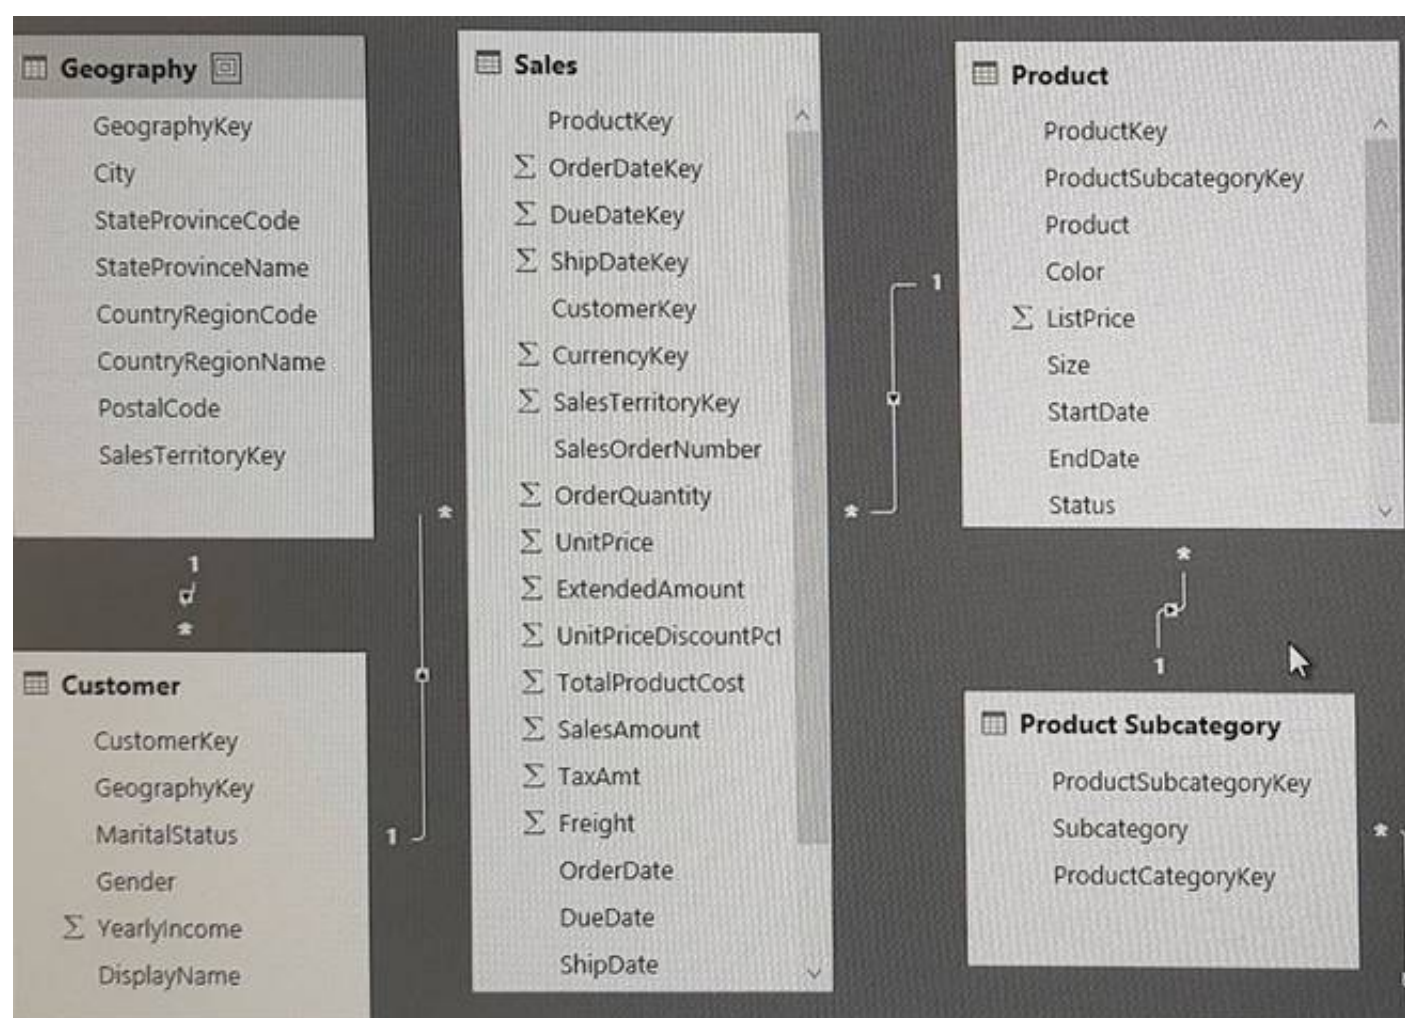 Geography
GeographyKey
City
StateProvinceCode
StateProvinceName
CountryRegionCode
CountryRegionName
PostalCode
SalesTerritoryKey
1
*
Customer
CustomerKey
GeographyKey
MaritalStatus
Gender
Σ YearlyIncome
DisplayName
*
1
Sales
ProductKey
Σ OrderDateKey
Σ DueDateKey
Σ ShipDateKey
CustomerKey
Σ CurrencyKey
Σ SalesTerritoryKey
SalesOrderNumber
Σ OrderQuantity
Σ UnitPrice
Σ ExtendedAmount
Σ UnitPriceDiscountPct
Σ TotalProductCost
Σ SalesAmount
Σ TaxAmt
Σ Freight
OrderDate
DueDate
ShipDate
1
*
Product
ProductKey
ProductSubcategoryKey
Product
Color
Σ ListPrice
Size
StartDate
EndDate
Status
*
1
Product Subcategory
ProductSubcategoryKey
Subcategory
ProductCategoryKey
*